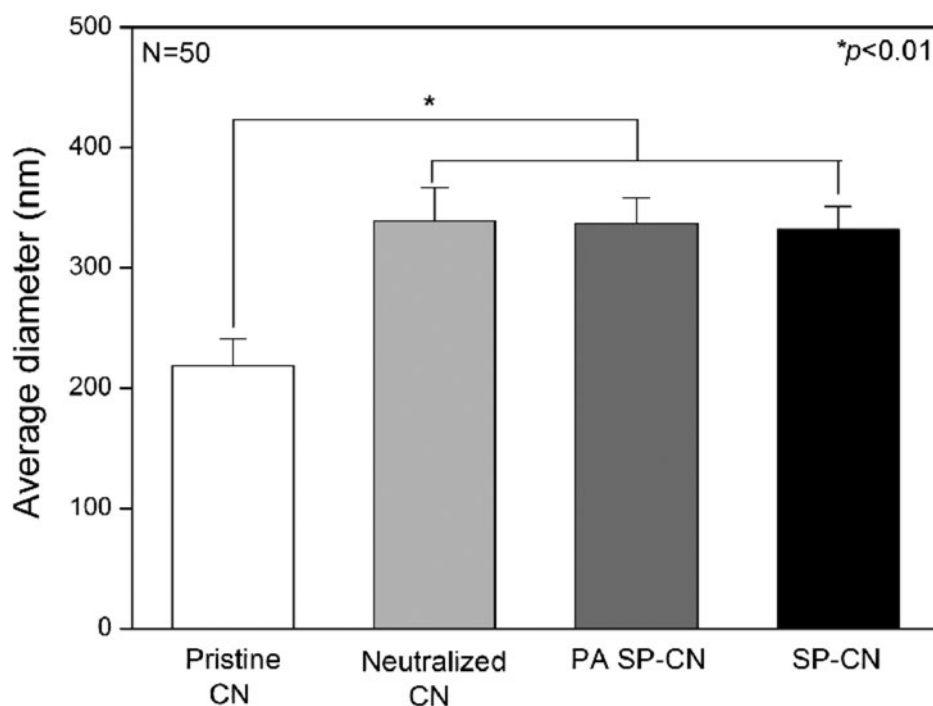 500
N=50
*p<0.01
*
400
300
200
100
0
Average diameter (nm)
Pristine
CN
Neutralized
CN
PA SP-CN
SP-CN